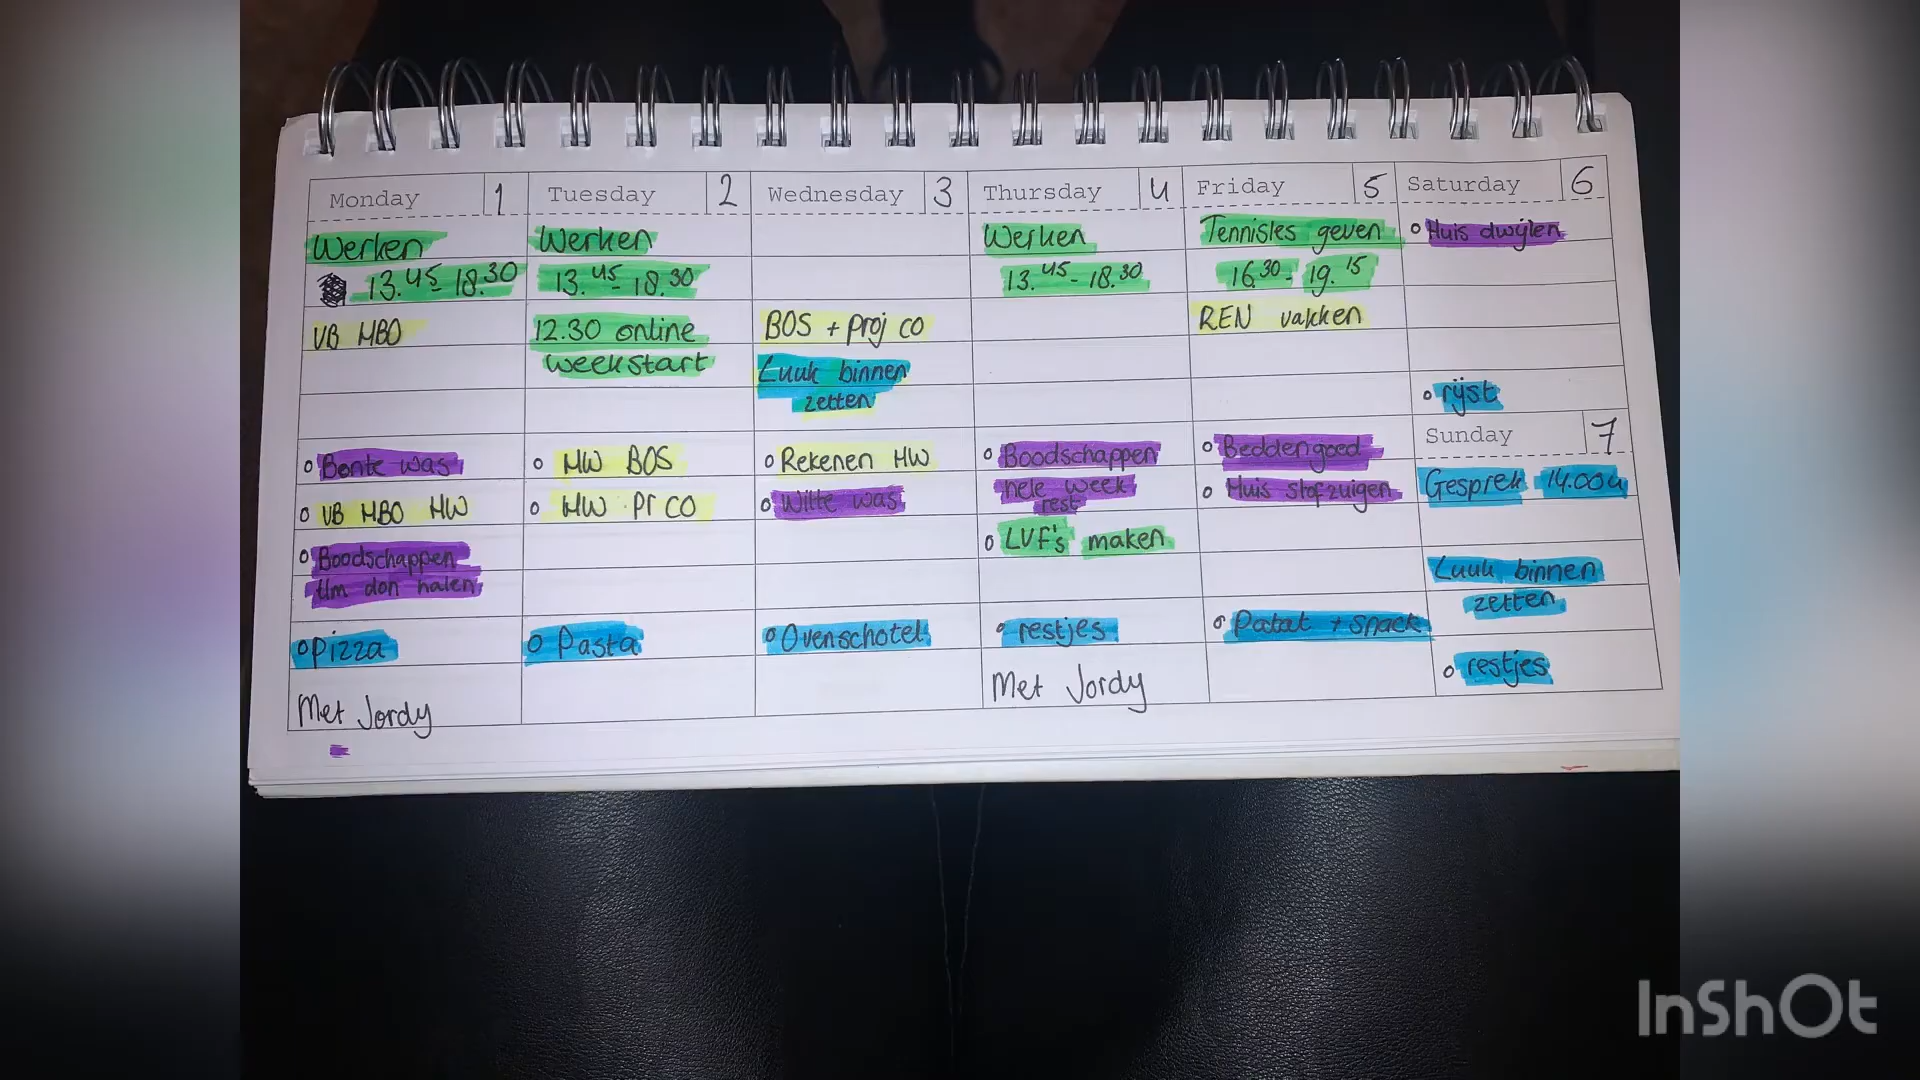 Monday 1
Werken
13.45 - 18.30
VB MBO
Bonte was
VB MBO HW
Boodschappen
t/m don halen
Pizza
Met Jordy
Tuesday 2
Werken
13.45 - 18.30
12.30 online
weekstart
HW BOS
HW Pr CO
Pasta
Wednesday 3
BOS + proj CO
Luuk binnen
zetten
Rekenen HW
Witte was
Ovenschotel
Thursday 4
Werken
13.45 - 18.30
Boodschappen
hele week
rest
LVF's maken
restjes
Met Jordy
Friday 5
Tennisles geven
16.30 - 19.15
REN vakken
Beddengoed
Huis stofzuigen
Patat + snack
Saturday 6
Huis dwijlen
rijst
Sunday 7
Gesprek 14.00u
Luuk binnen
zetten
restjes
InShOt